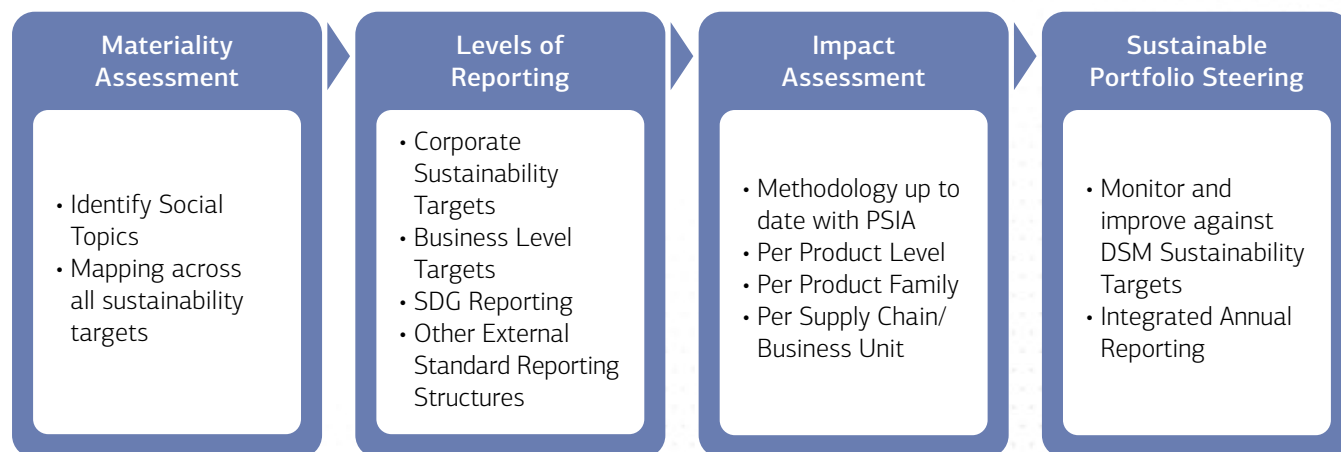 Materiality
Assessment
• Identify Social
Topics
• Mapping across
all sustainability
targets
Levels of
Reporting
• Corporate
Sustainability
Targets
• Business Level
Targets
• SDG Reporting
• Other External
Standard Reporting
Structures
Impact
Assessment
• Methodology up to
date with PSIA
• Per Product Level
• Per Product Family
• Per Supply Chain/
Business Unit
Sustainable
Portfolio Steering
• Monitor and
improve against
DSM Sustainability
Targets
• Integrated Annual
Reporting